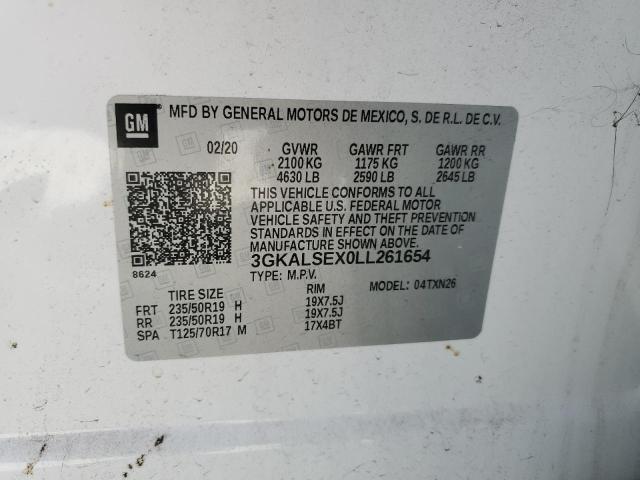 GM
MFD BY GENERAL MOTORS DE MEXICO, S. DE R.L. DE C.V.
02/20 GVWR GAWR FRT GAWR RR
2100 KG 1175 KG 1200 KG
4630 LB 2590 LB 2645 LB
THIS VEHICLE CONFORMS TO ALL
APPLICABLE U.S. FEDERAL MOTOR
VEHICLE SAFETY AND THEFT PREVENTION
STANDARDS IN EFFECT ON THE DATE
OF MANUFACTURE SHOWN ABOVE.
8624
3GKALSEX0LL261654
TYPE: M.P.V. MODEL: 04TXN26
TIRE SIZE RIM
FRT 235/50R19 H 19X7.5J
RR 235/50R19 H 19X7.5J
SPA T125/70R17 M 17X4BT